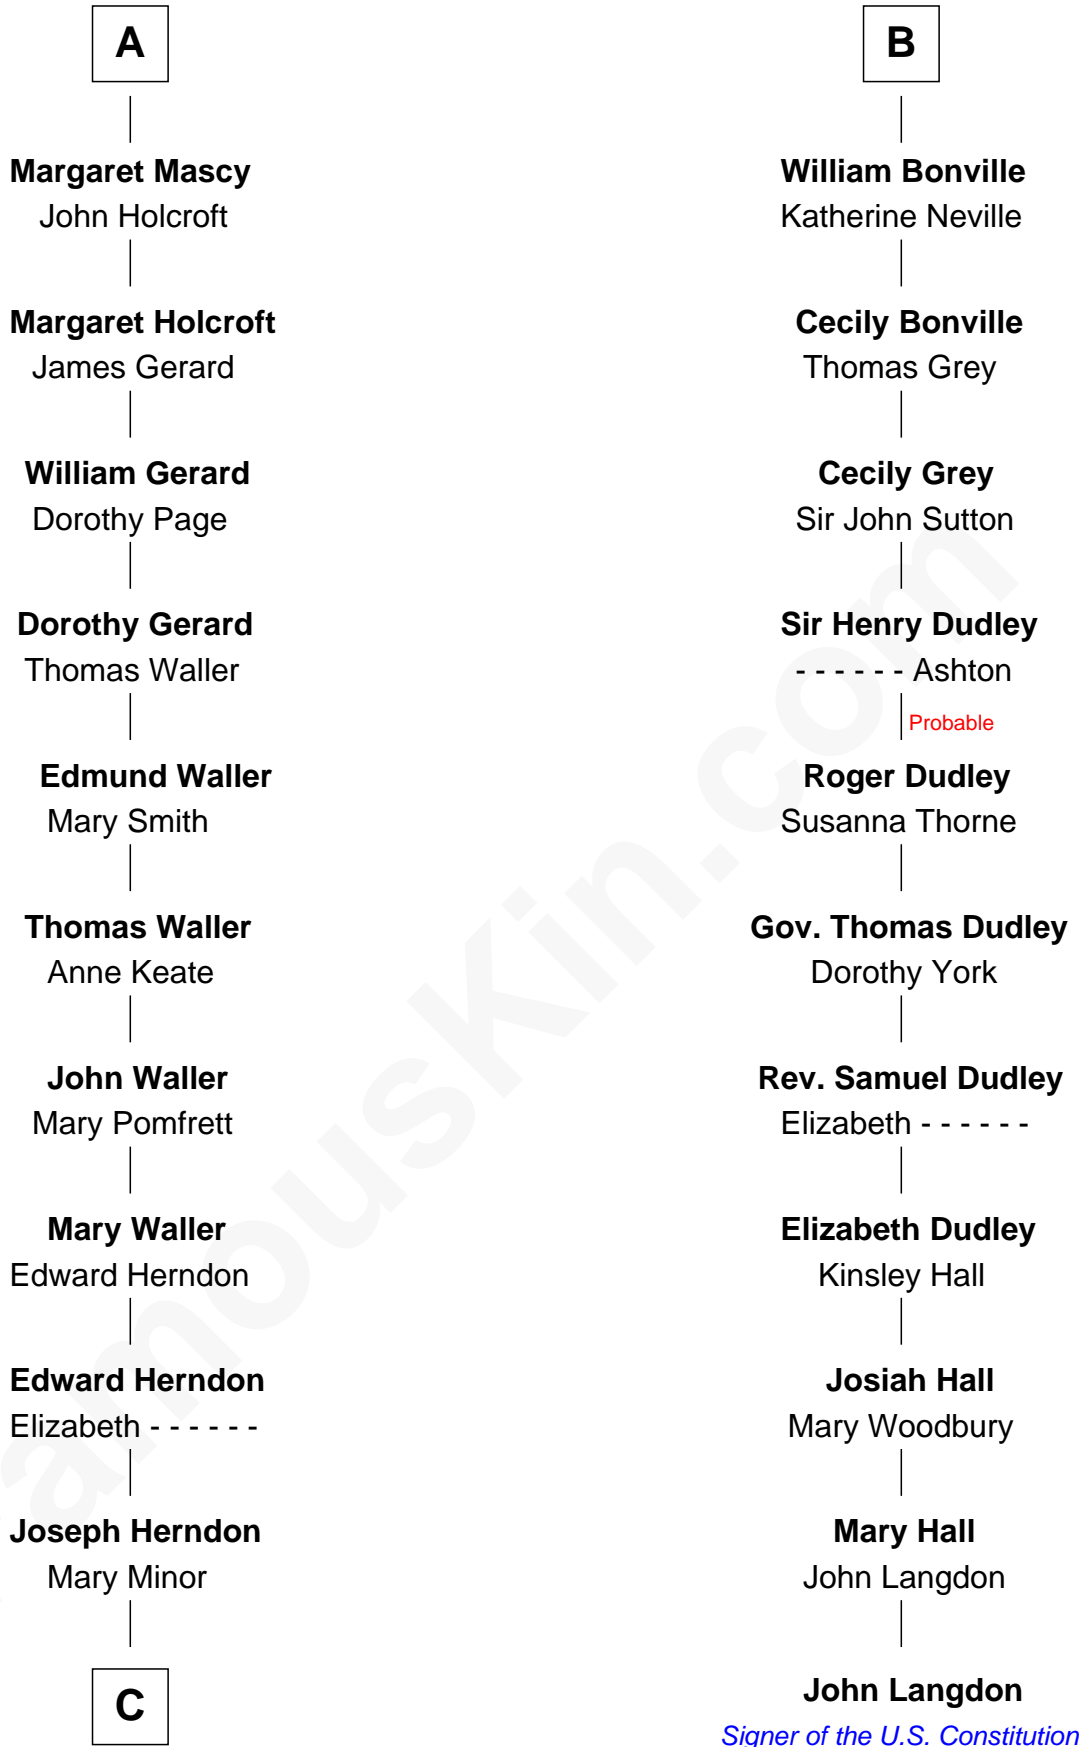 A
Margaret Mascy
John Holcroft
Margaret Holcroft
James Gerard
William Gerard
Dorothy Page
Dorothy Gerard
Thomas Waller
Edmund Waller
Mary Smith
Thomas Waller
Anne Keate
John Waller
Mary Pomfrett
Mary Waller
Edward Herndon
Edward Herndon
Elizabeth - - - - - -
Joseph Herndon
Mary Minor
C
B
William Bonville
Katherine Neville
Cecily Bonville
Thomas Grey
Cecily Grey
Sir John Sutton
Sir Henry Dudley
- - - - - - Ashton
Probable
Roger Dudley
Susanna Thorne
Gov. Thomas Dudley
Dorothy York
Rev. Samuel Dudley
Elizabeth - - - - - -
Elizabeth Dudley
Kinsley Hall
Josiah Hall
Mary Woodbury
Mary Hall
John Langdon
John Langdon
Signer of the U.S. Constitution
amouskin.com